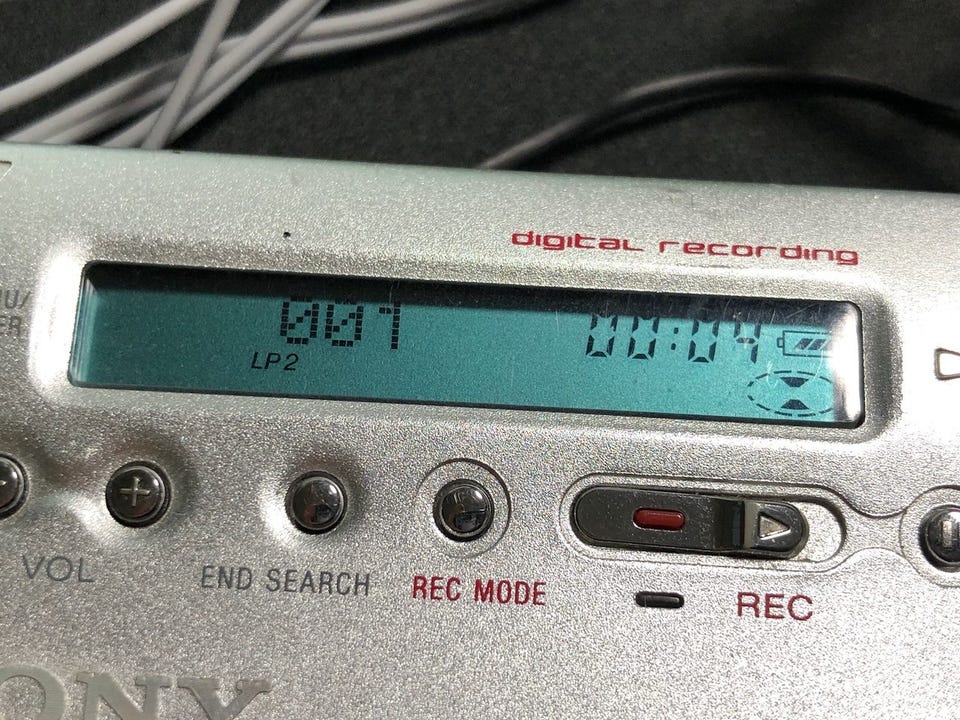 digital recording
007
00:04
LP2
VOL
END SEARCH
REC MODE
REC